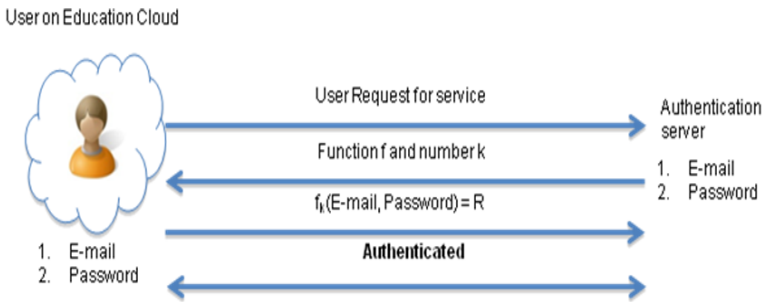 User on Education Cloud
User Request for service
Authentication
server
Function f and number k
1. E-mail
2. Password
fk(E-mail, Password) = R
1. E-mail
2. Password
Authenticated